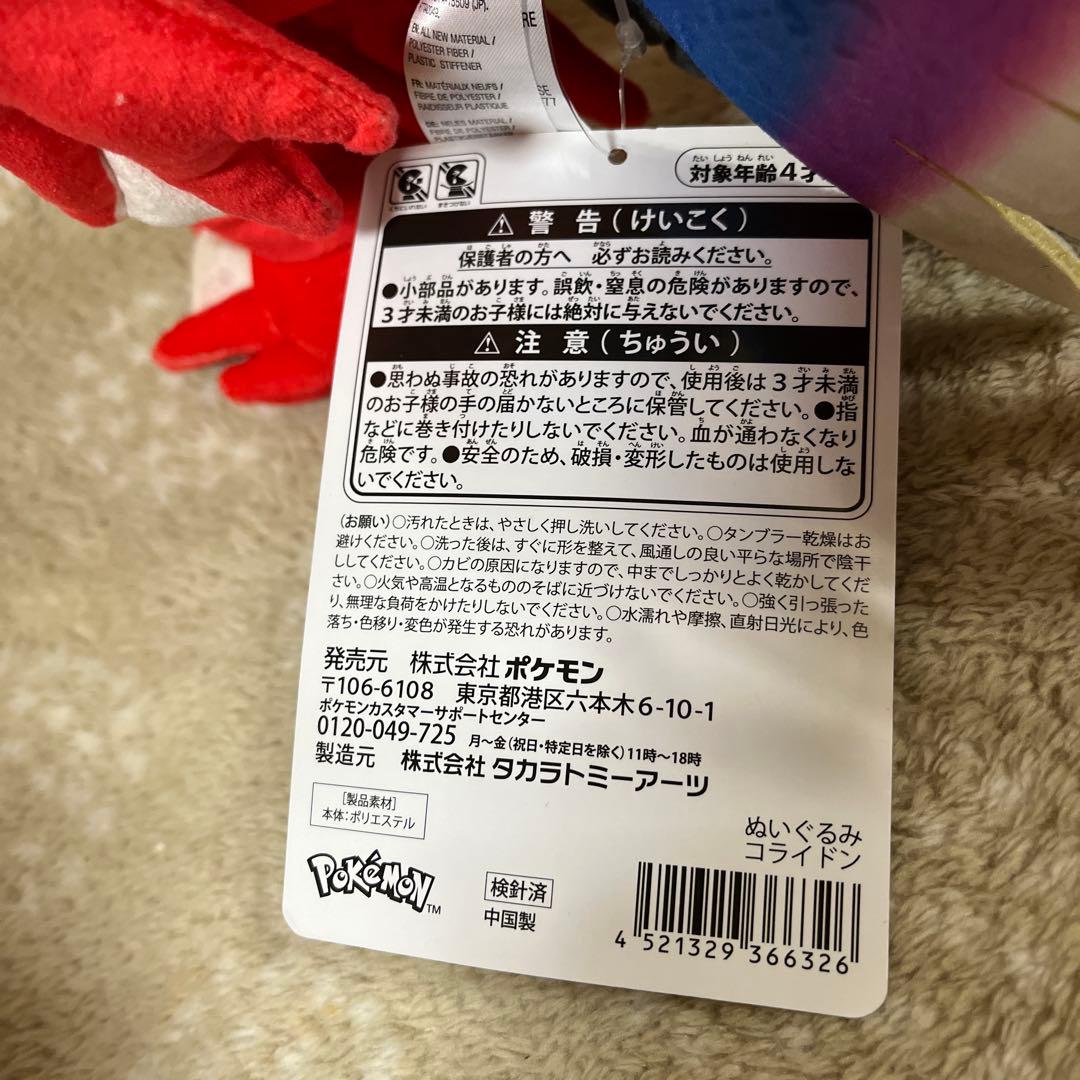 EN: ALL NEW MATERIAL /
POLYESTER FIBER /
PLASTIC STIFFENER
FR: MATÉRIAUX NEUFS /
FIBRE DE POLYESTER /
RAIDISSEUR PLASTIQUE
DE: NEUES MATERIAL /
対象年齢4才
⚠ 警告(けいこく)
保護者の方へ 必ずお読みください。
●小部品があります。誤飲・窒息の危険がありますので、
3才未満のお子様には絶対に与えないでください。
⚠ 注意(ちゅうい)
●思わぬ事故の恐れがありますので、使用後は3才未満
のお子様の手の届かないところに保管してください。●指
などに巻き付けたりしないでください。血が通わなくなり
危険です。●安全のため、破損・変形したものは使用しな
いでください。
(お願い)○汚れたときは、やさしく押し洗いしてください。○タンブラー乾燥はお
避けください。○洗った後は、すぐに形を整えて、風通しの良い平らな場所で陰干
ししてください。○カビの原因になりますので、中までしっかりとよく乾かしてくだ
さい。○火気や高温となるもののそばに近づけないでください。○強く引っ張った
り、無理な負荷をかけたりしないでください。○水濡れや摩擦、直射日光により、色
落ち・色移り・変色が発生する恐れがあります。
発売元 株式会社 ポケモン
〒106-6108 東京都港区六本木6-10-1
ポケモンカスタマーサポートセンター
0120-049-725 月～金(祝日・特定日を除く)11時～18時
製造元 株式会社 タカラトミーアーツ
[製品素材]
本体:ポリエステル
ぬいぐるみ
コライドン
POKéMON™
検針済
中国製
4 521329 366326